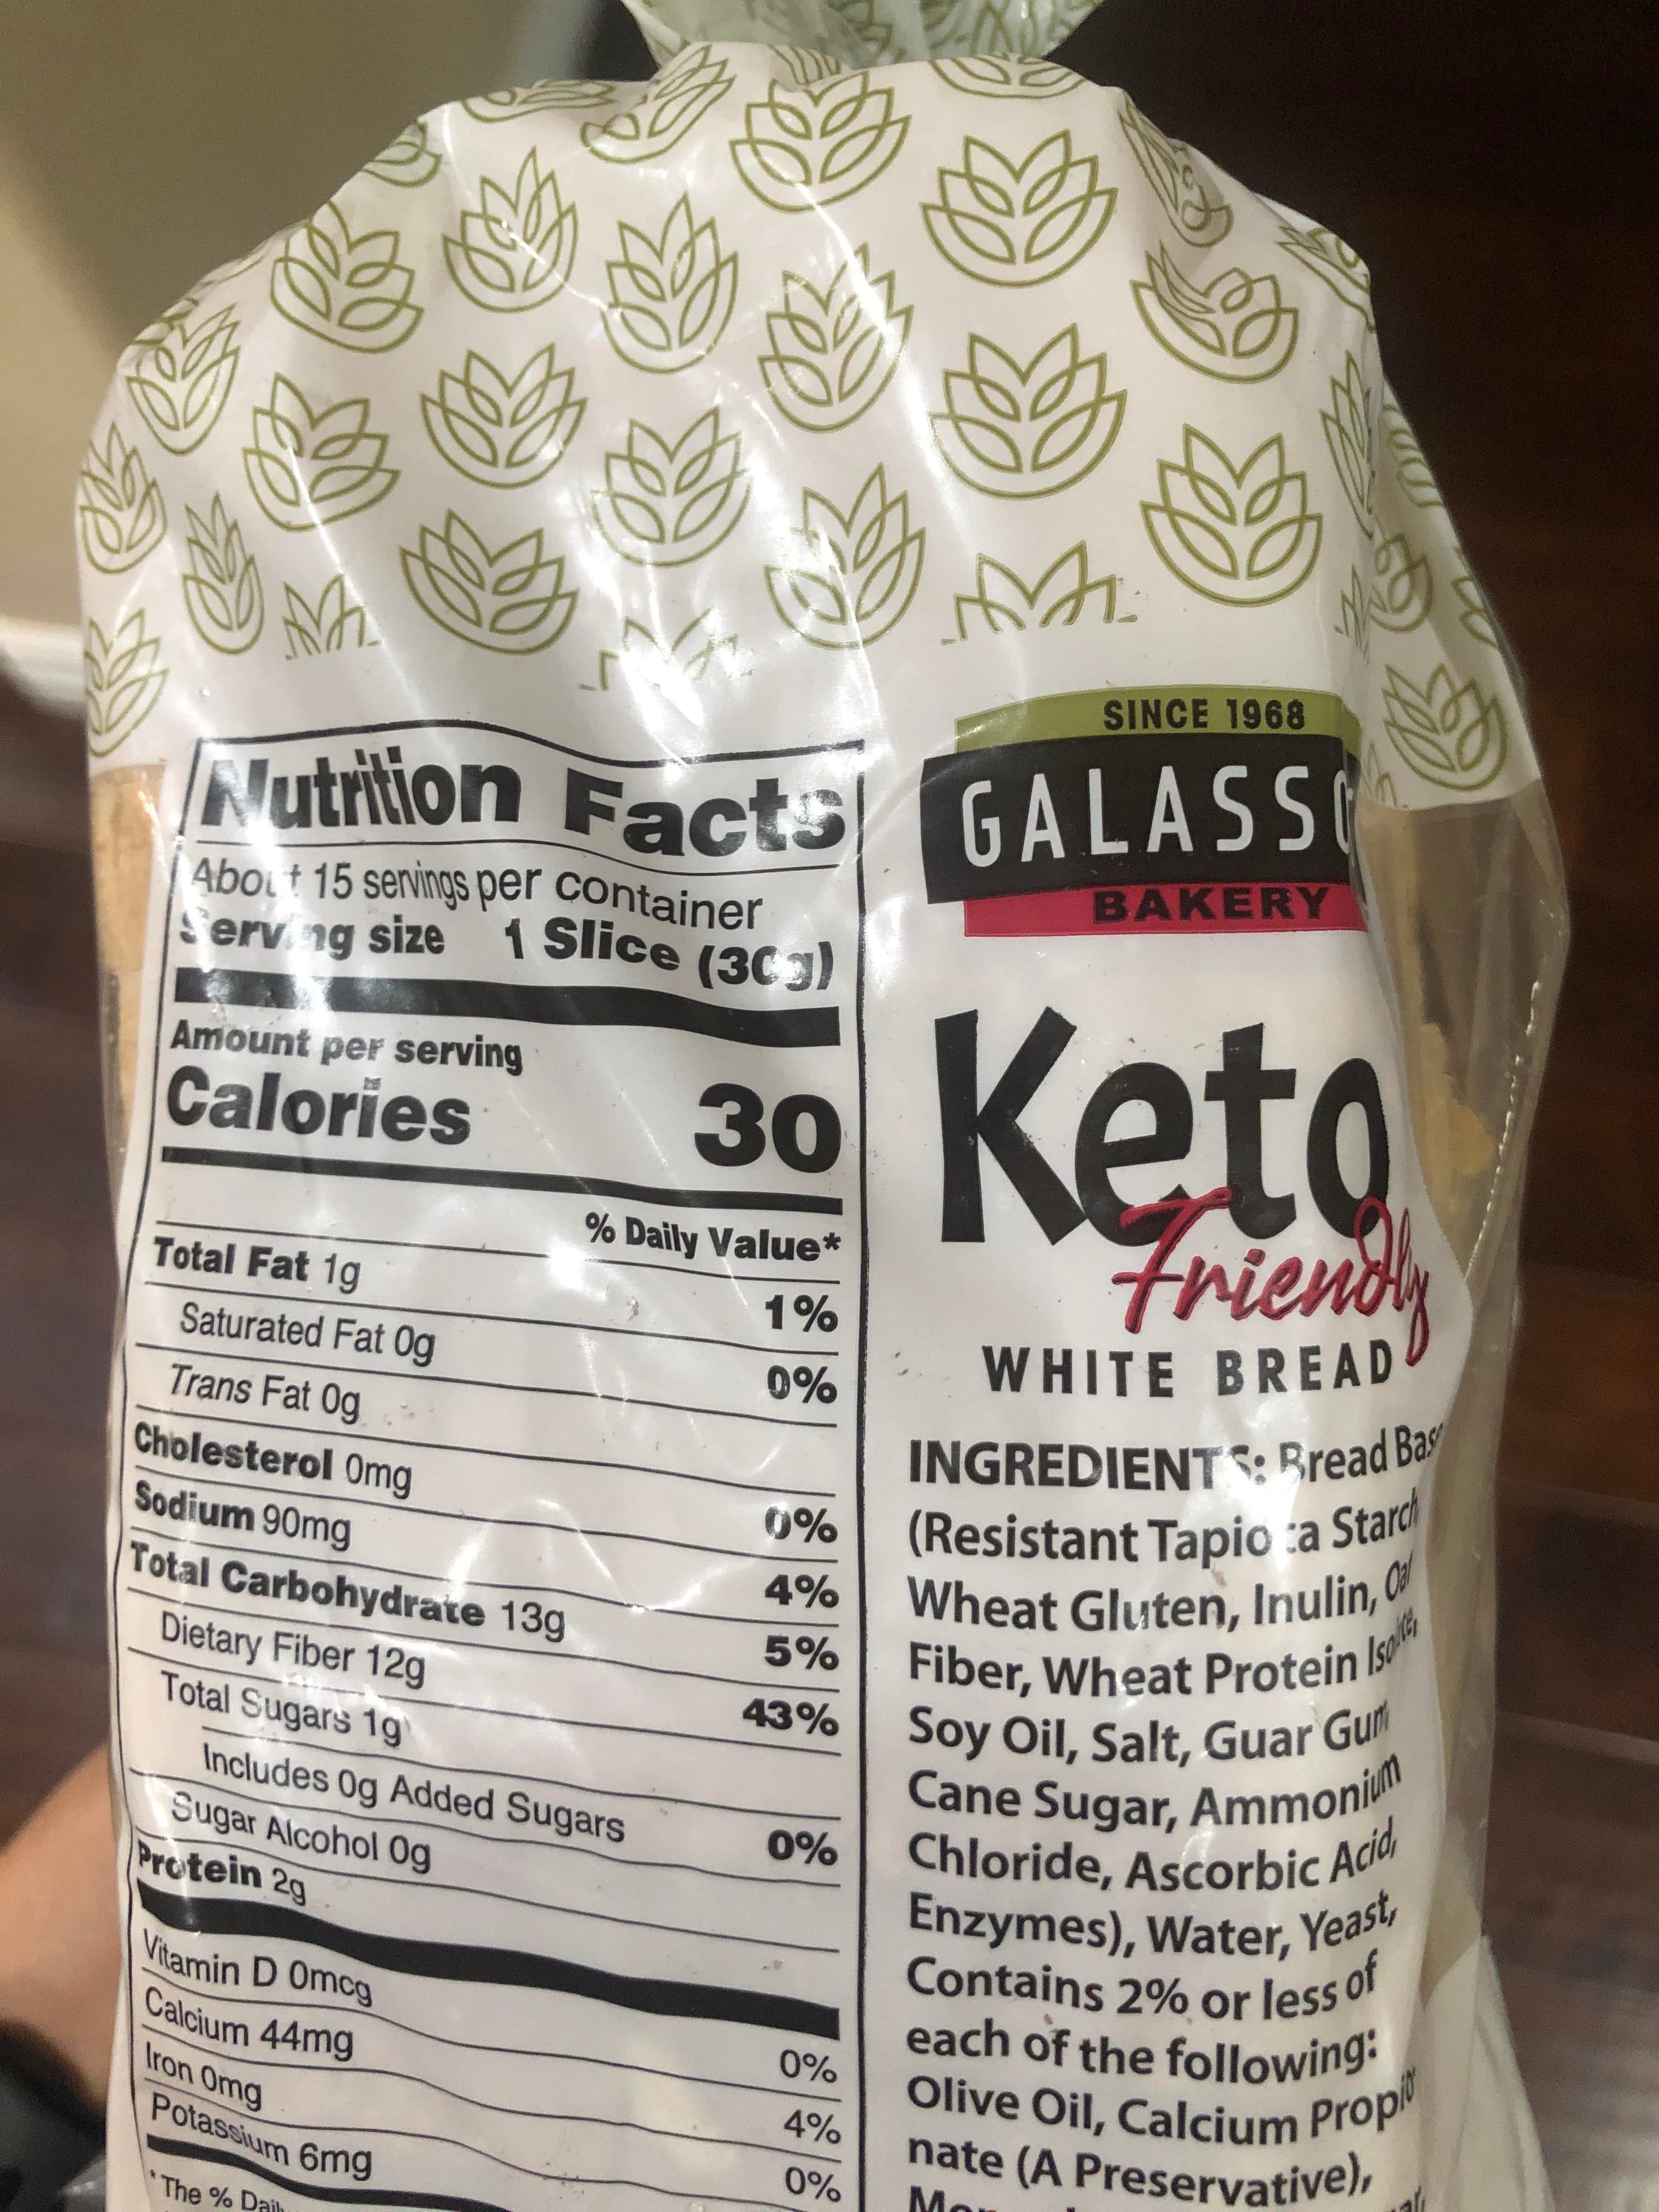 Nutrition Facts
About 15 servings per container
Serving size 1 Slice (30g)
Amount per serving
Calories 30
% Daily Value*
Total Fat 1g 1%
Saturated Fat 0g 0%
Trans Fat 0g
Cholesterol 0mg 0%
Sodium 90mg 4%
Total Carbohydrate 13g 5%
Dietary Fiber 12g 43%
Total Sugars 1g
Includes 0g Added Sugars 0%
Sugar Alcohol 0g
Protein 2g
Vitamin D 0mcg 0%
Calcium 44mg 4%
Iron 0mg 0%
Potassium 6mg
*The % Daily
SINCE 1968
GALASSO
BAKERY
Keto
Friendly
WHITE BREAD
INGREDIENTS: Bread Base
(Resistant Tapioca Starch
Wheat Gluten, Inulin, Oat
Fiber, Wheat Protein Isolate,
Soy Oil, Salt, Guar Gum
Cane Sugar, Ammonium
Chloride, Ascorbic Acid,
Enzymes), Water, Yeast,
Contains 2% or less of
each of the following:
Olive Oil, Calcium Propio
nate (A Preservative),